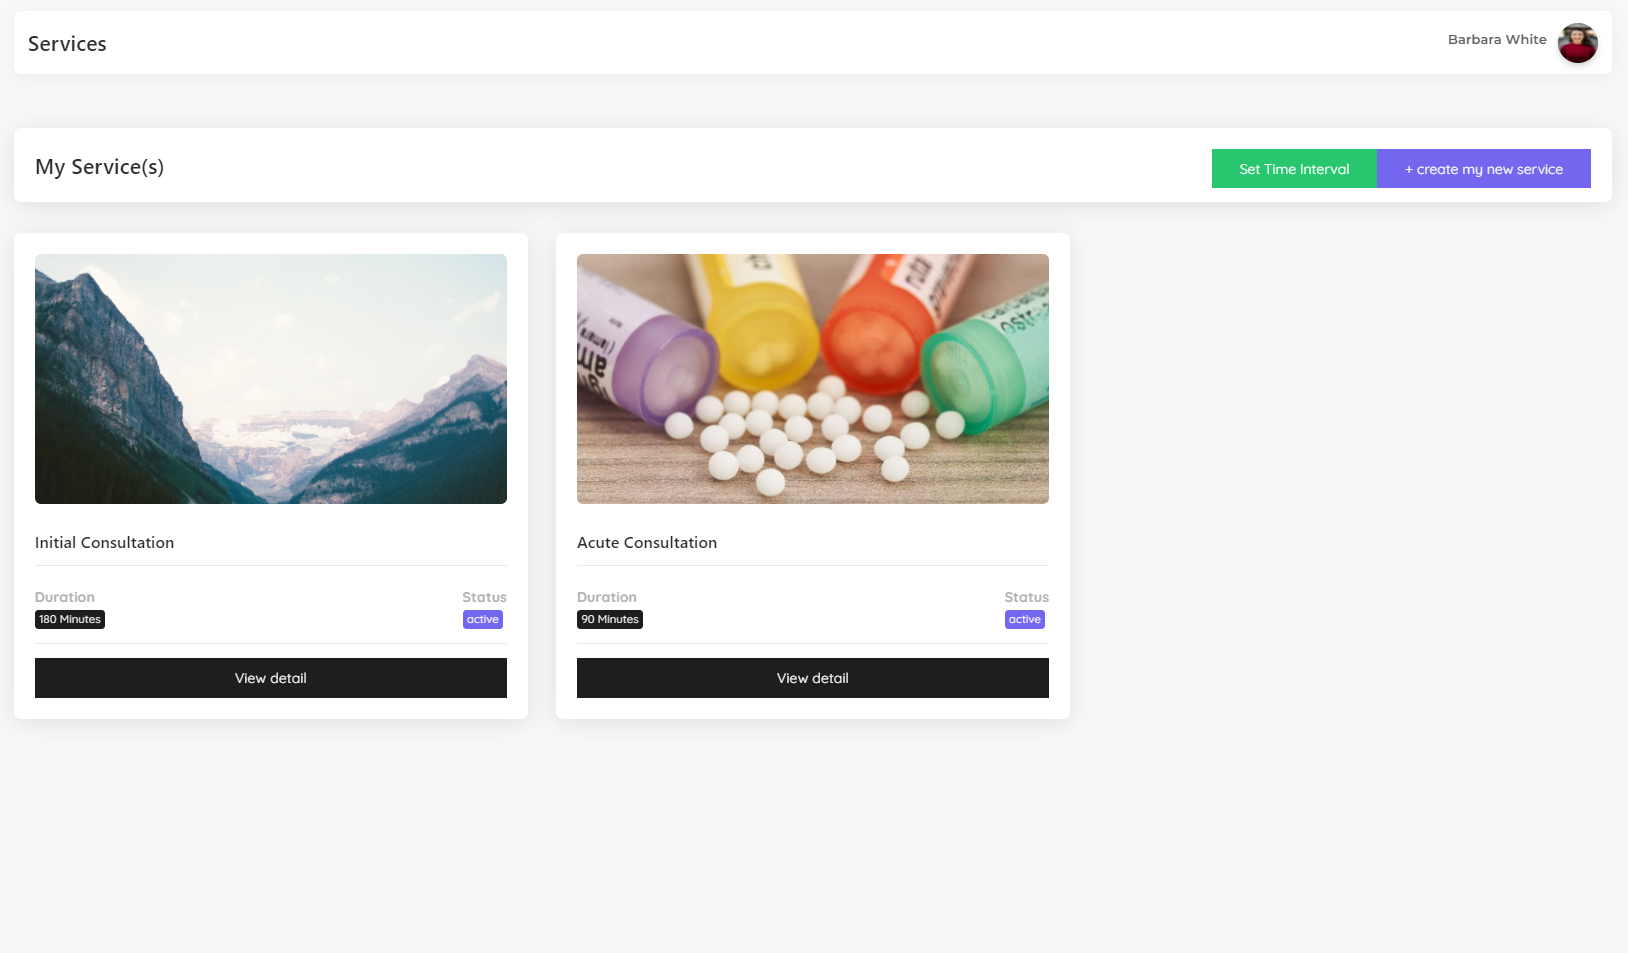 Services
Barbara White
My Service(s)
Set Time Interval
+ create my new service
Initial Consultation
Duration
Status
180 Minutes
active
View detail
Acute Consultation
Duration
Status
90 Minutes
active
View detail